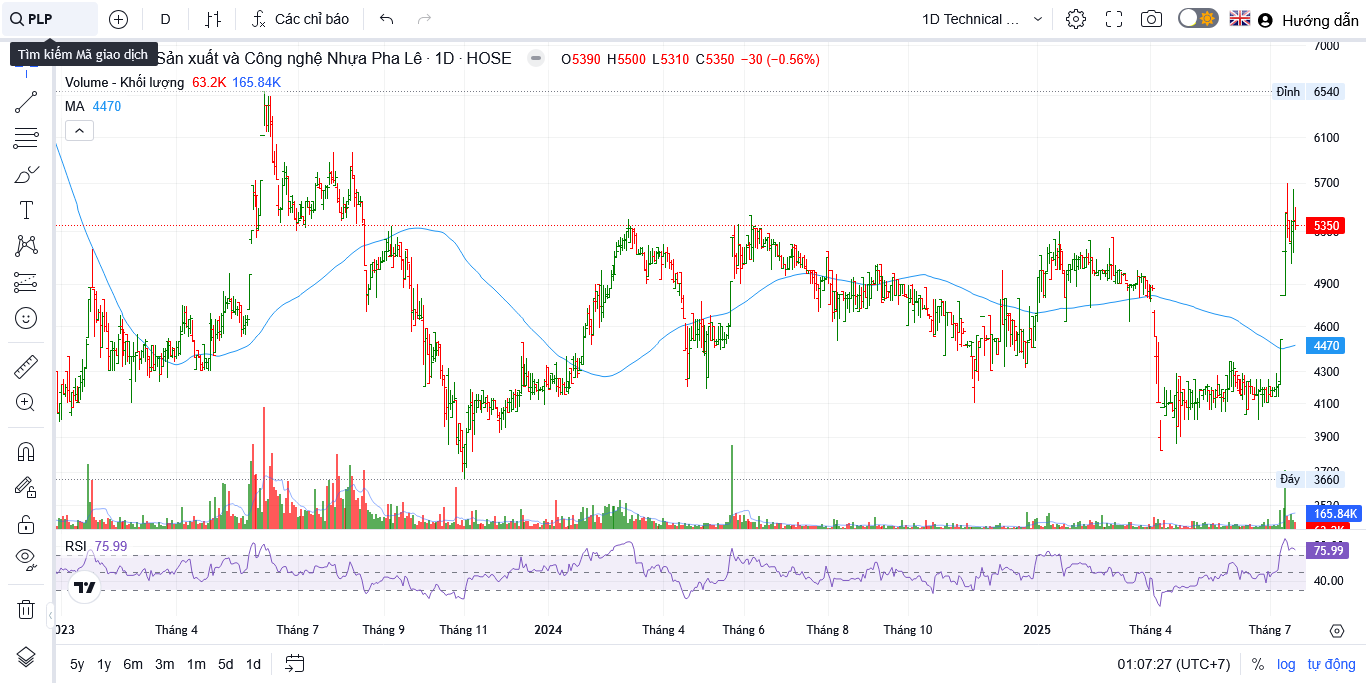 PLP
D
Các chỉ báo
1D Technical ...
Hướng dẫn
Tìm kiếm Mã giao dịch
Sản xuất và Công nghệ Nhựa Pha Lê · 1D · HOSE
O5390 H5500 L5310 C5350 −30 (−0.56%)
Volume - Khối lượng 63.2K 165.84K
MA 4470
7000
Đỉnh 6540
6100
5700
5350
4900
4600
4470
4300
4100
3900
Đáy 3660
165.84K
RSI 75.99
75.99
40.00
023 Tháng 4 Tháng 7 Tháng 9 Tháng 11 2024 Tháng 4 Tháng 6 Tháng 8 Tháng 10 2025 Tháng 4 Tháng 7
5y 1y 6m 3m 1m 5d 1d
01:07:27 (UTC+7) % log tự động